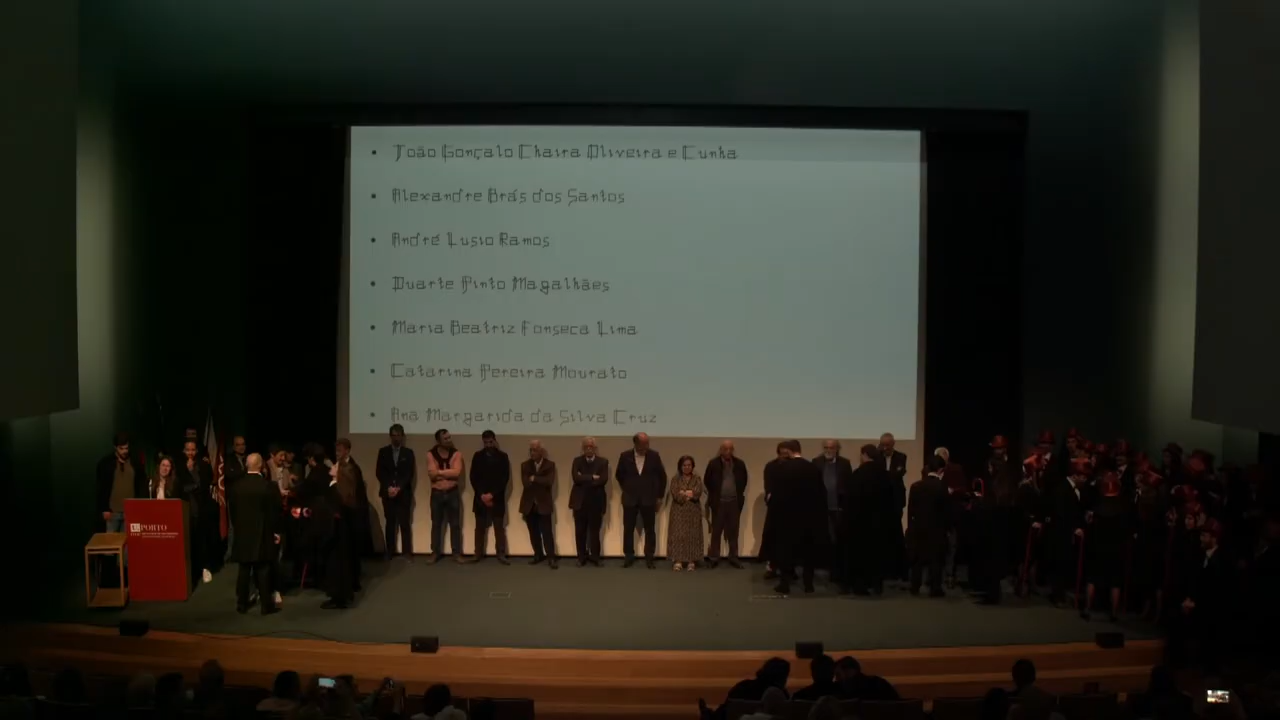 João Gonçalo Chaira Oliveira e Cunha
Alexandre Brás dos Santos
André Lusio Ramos
Duarte Pinto Magalhães
Maria Beatriz Fonseca Lima
Catarina Pereira Mourato
Ana Margarida da Silva Cruz
PORTO